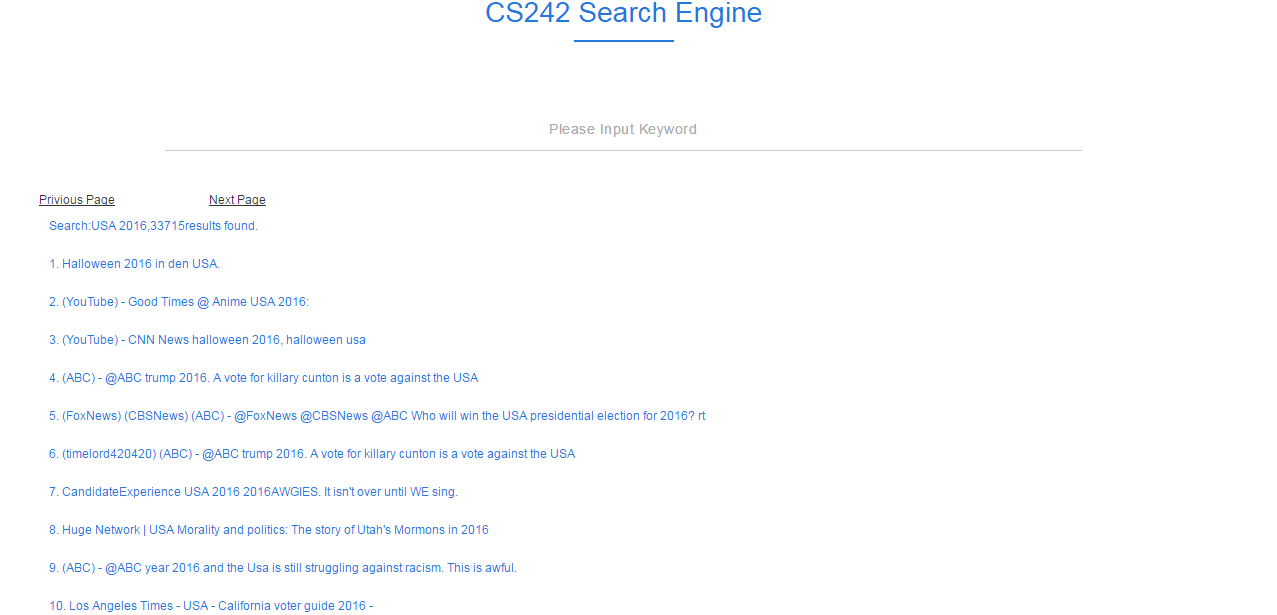 CS242 Search Engine
Please Input Keyword
Privious Page Next Page
Search:USA 2016,33715results found.
1. Halloween 2016 in den USA.
2. (YouTube) - Good Times @ Anime USA 2016:
3. (YouTube) - CNN News halloween 2016, halloween usa
4. (ABC) - @ABC trump 2016. A vote for killary cunton is a vote against the USA
5. (FoxNews) (CBSNews) (ABC) - @FoxNews @CBSNews @ABC Who will win the USA presidential election for 2016? rt
6. (timelord420420) (ABC) - @ABC trump 2016. A vote for killary cunton is a vote against the USA
7. CandidateExperience USA 2016 2016AWGIES. It isn't over until WE sing.
8. Huge Network | USA Morality and politics: The story of Utah's Mormons in 2016
9. (ABC) - @ABC year 2016 and the Usa is still struggling against racism. This is awful.
10. Los Angeles Times - USA - California voter guide 2016 -